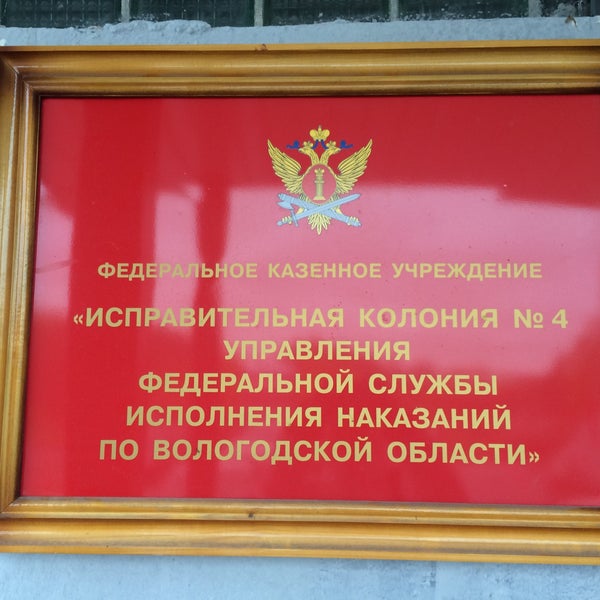 ФЕДЕРАЛЬНОЕ КАЗЕННОЕ УЧРЕЖДЕНИЕ
«ИСПРАВИТЕЛЬНАЯ КОЛОНИЯ № 4
УПРАВЛЕНИЯ
ФЕДЕРАЛЬНОЙ СЛУЖБЫ
ИСПОЛНЕНИЯ НАКАЗАНИЙ
ПО ВОЛОГОДСКОЙ ОБЛАСТИ»